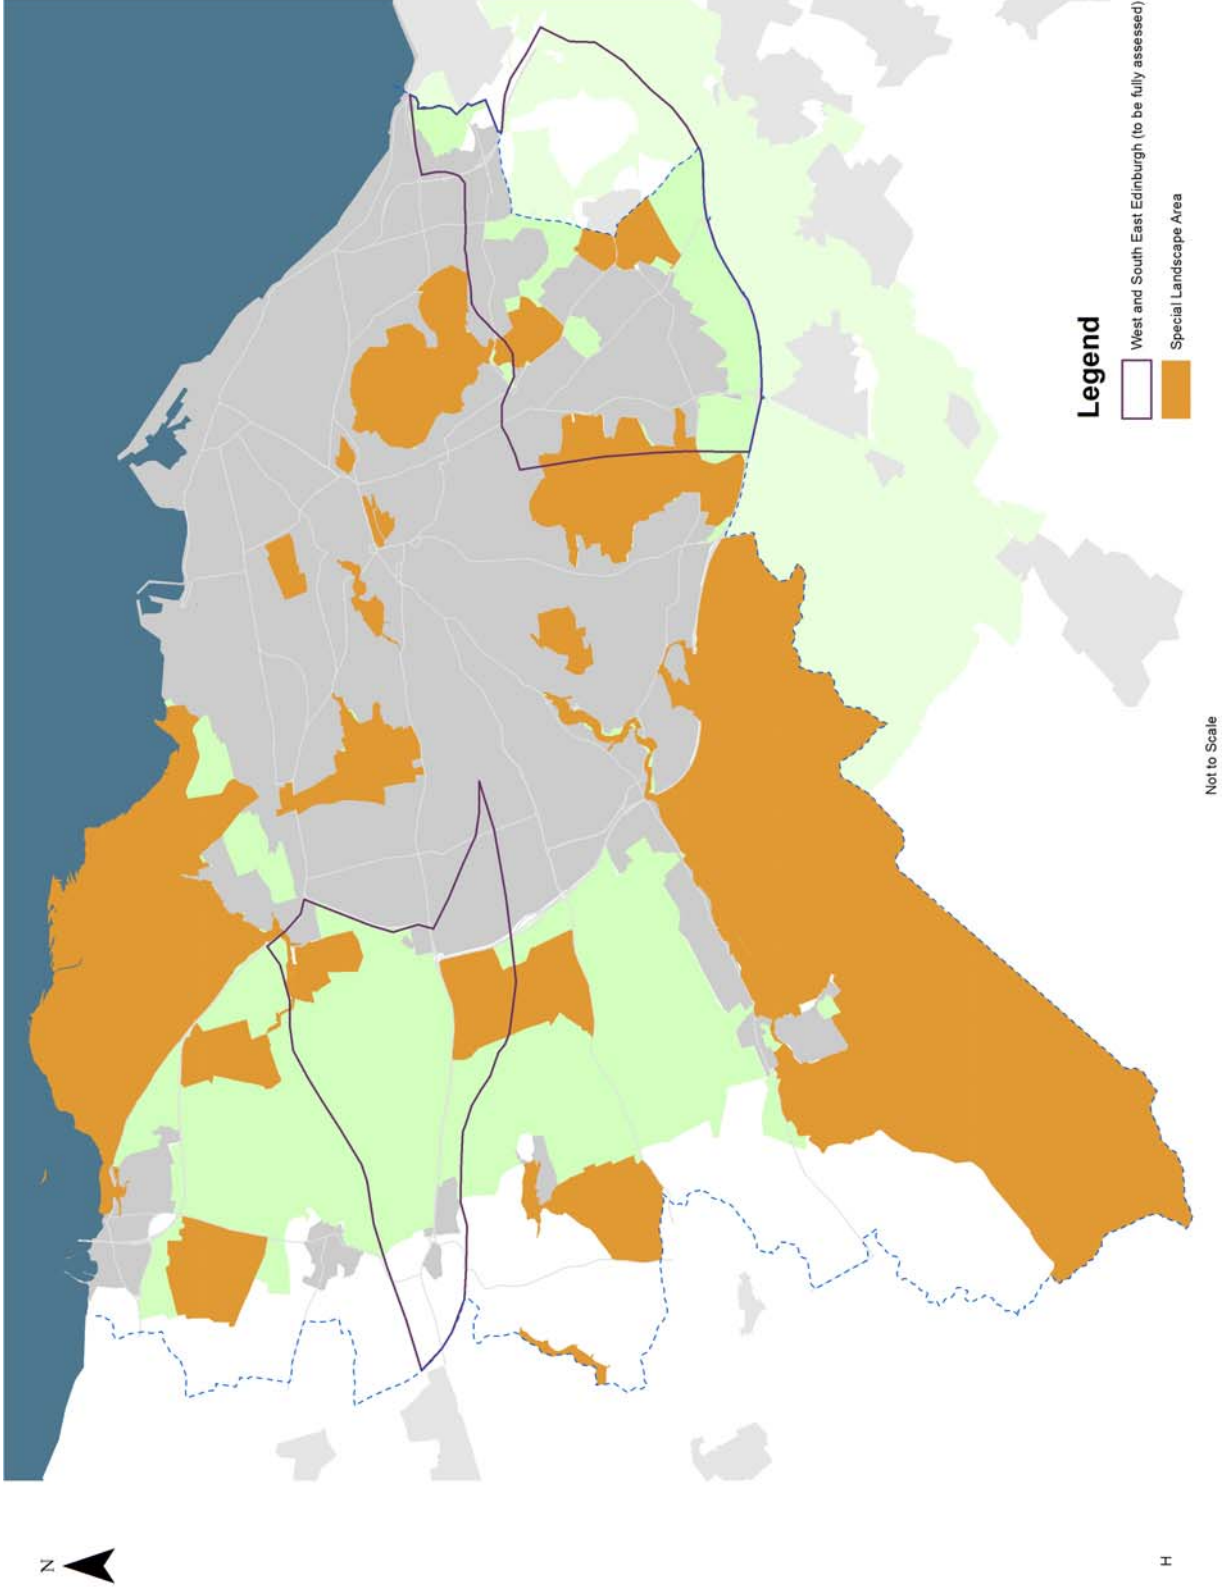 N
Legend
West and South East Edinburgh (to be fully assessed)
Special Landscape Area
Not to Scale
H